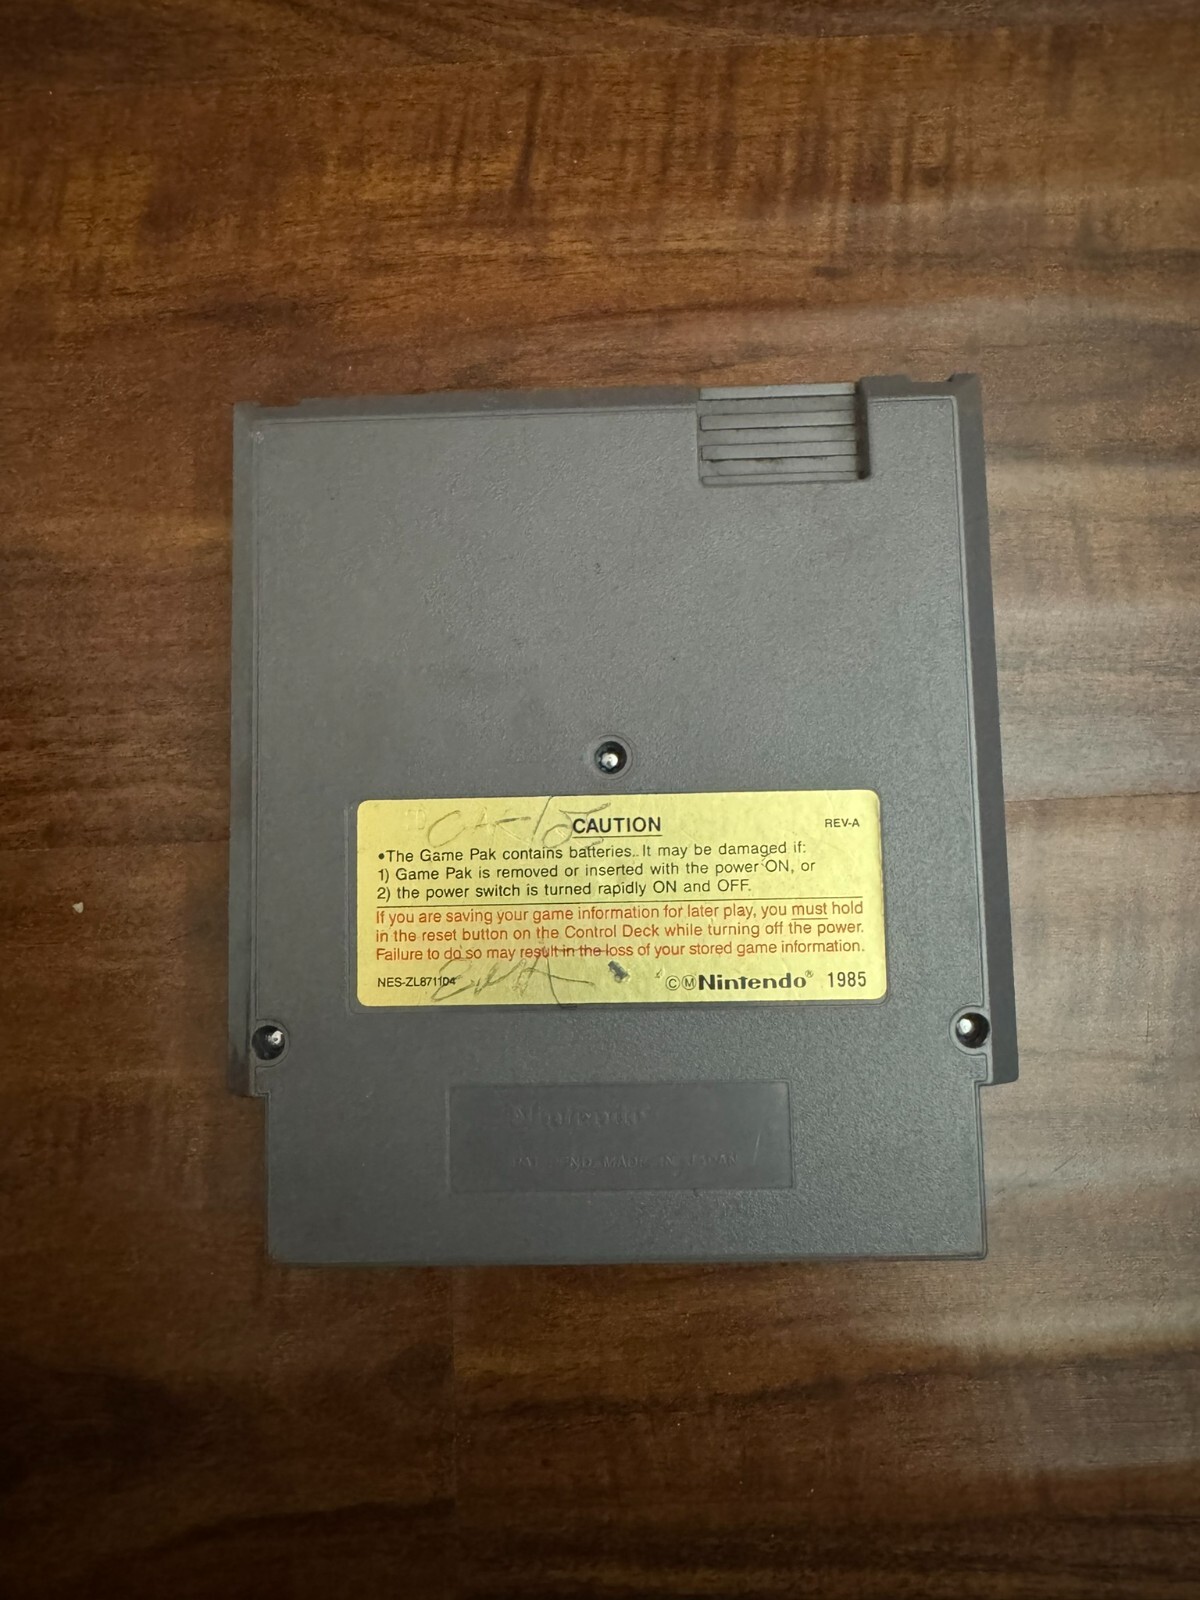 CAUTION
REV-A
•The Game Pak contains batteries. It may be damaged if:
1) Game Pak is removed or inserted with the power ON, or
2) the power switch is turned rapidly ON and OFF.
If you are saving your game information for later play, you must hold
in the reset button on the Control Deck while turning off the power.
Failure to do so may result in the loss of your stored game information.
NES-ZL871104
©ⓂNintendo® 1985
Nintendo®
MADE IN JAPAN